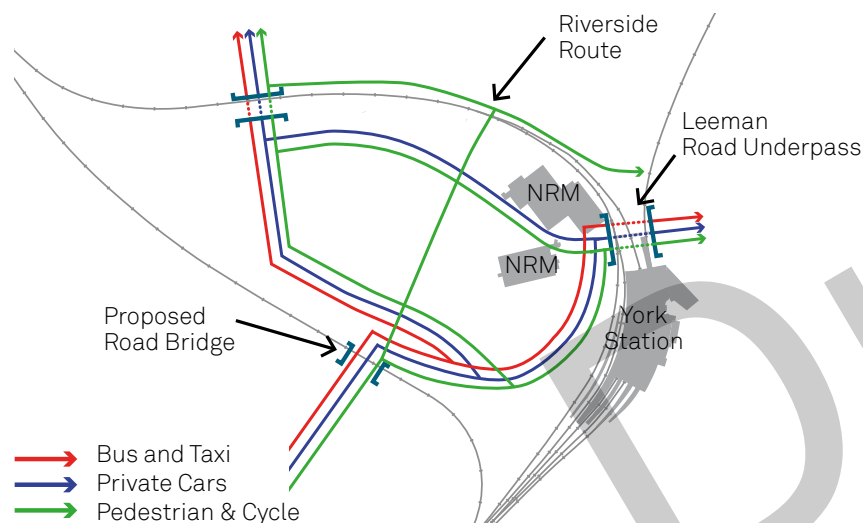 Riverside
Route
Leeman
Road Underpass
NRM
NRM
Proposed
Road Bridge
York
Station
Bus and Taxi
Private Cars
Pedestrian & Cycle